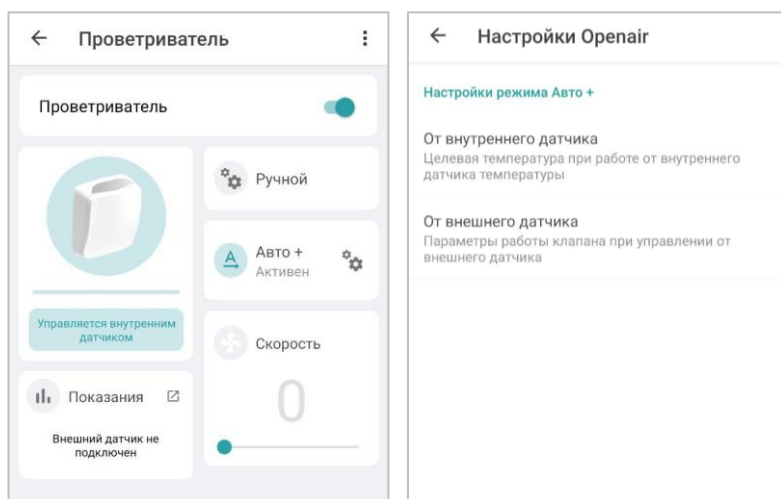 Проветриватель
Проветриватель
Управляется внутренним
датчиком
Показания
Внешний датчик не
подключен
Ручной
A
Авто +
Активен
Скорость
0
Настройки Openair
Настройки режима Авто +
От внутреннего датчика
Целевая температура при работе от внутреннего
датчика температуры
От внешнего датчика
Параметры работы клапана при управлении от
внешнего датчика